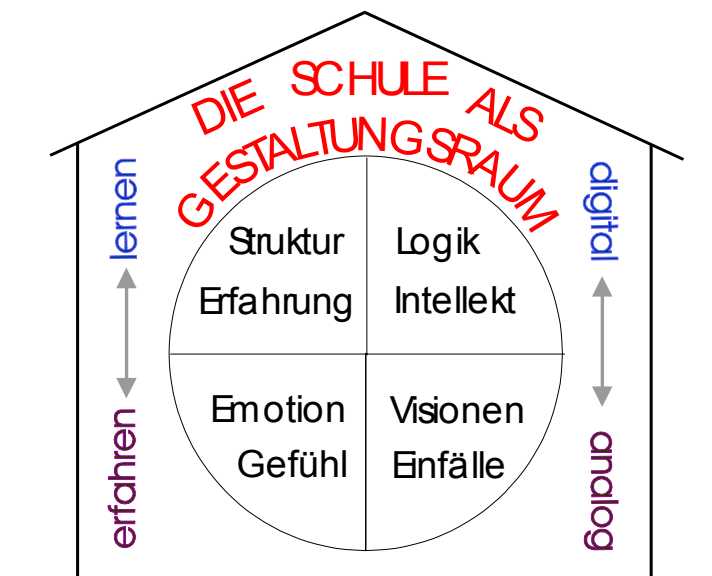 DIE SCHULE ALS
GESTALTUNGSRAUM
lernen
erfahren
Struktur
Erfahrung
Logik
Intellekt
Emotion
Gefühl
Visionen
Einfälle
digital
analog